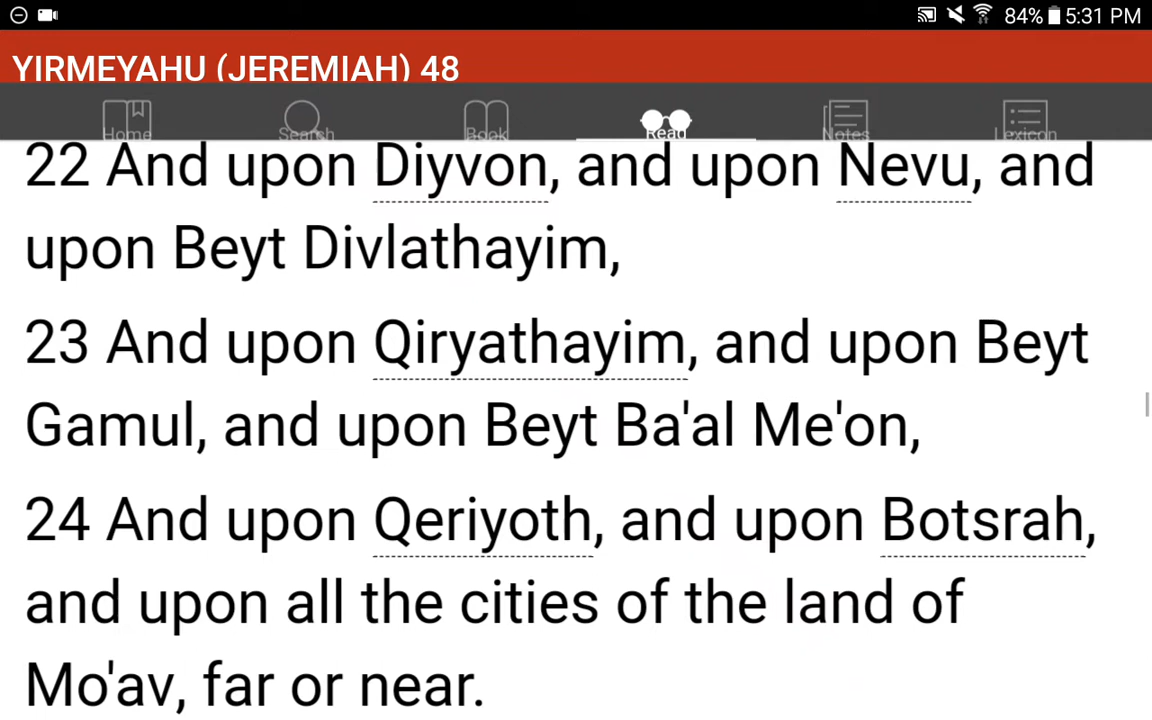 84% 5:31 PM
YIRMEYAHU (JEREMIAH) 48
Home Search Book Read Notes Lexicon
22 And upon Diyvon, and upon Nevu, and
upon Beyt Divlathayim,
23 And upon Qiryathayim, and upon Beyt
Gamul, and upon Beyt Ba'al Me'on,
24 And upon Qeriyoth, and upon Botsrah,
and upon all the cities of the land of
Mo'av, far or near.